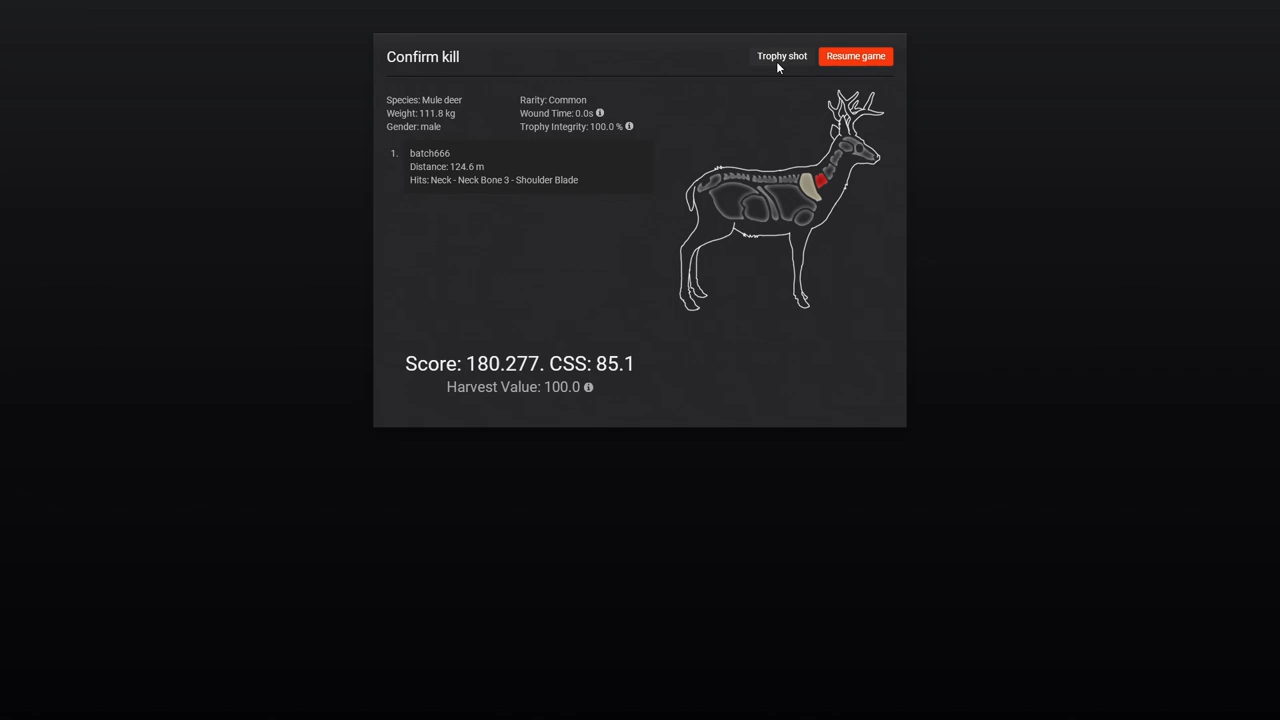 Confirm kill
Trophy shot
Resume game
Species: Mule deer
Weight: 111.8 kg
Gender: male
Rarity: Common
Wound Time: 0.0s
Trophy Integrity: 100.0 %
1. batch666
Distance: 124.6 m
Hits: Neck - Neck Bone 3 - Shoulder Blade
Score: 180.277. CSS: 85.1
Harvest Value: 100.0